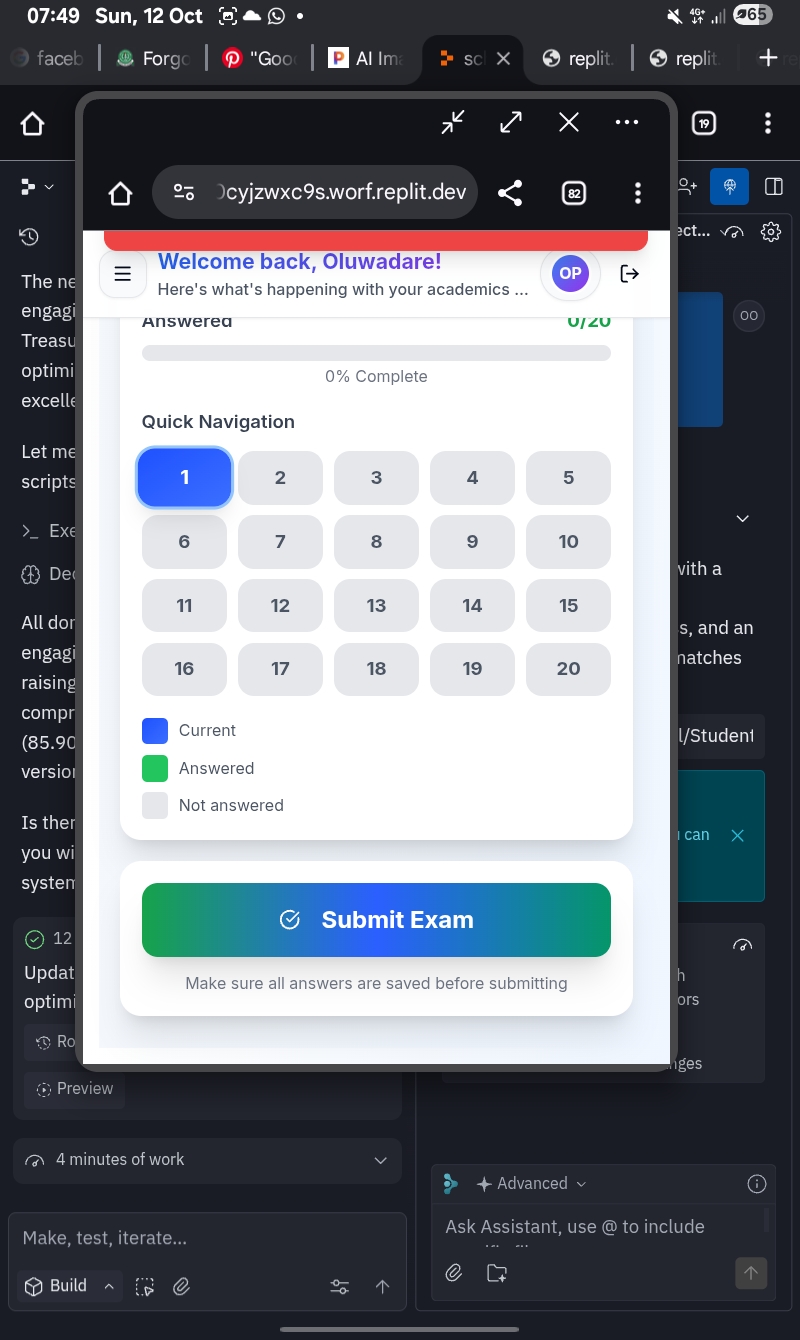 07:49 Sun, 12 Oct
4G+
65
faceb
Forgo
"Goo
AI Ima
sc
replit.
replit.
19
cyjzwxc9s.worf.replit.dev
82
ect...
Welcome back, Oluwadare!
Here's what's happening with your academics ...
OP
OO
The ne
engagi
Treasu
optimi
excelle
Let me
scripts
Exe
Dec
All don
engagi
raising
compr
(85.90
version
Is ther
you wi
system
12
Updat
optimi
Ro
Preview
4 minutes of work
Make, test, iterate...
Build
Answered
0/20
0% Complete
Quick Navigation
1 2 3 4 5
6 7 8 9 10
11 12 13 14 15
16 17 18 19 20
Current
Answered
Not answered
Submit Exam
Make sure all answers are saved before submitting
with a
s, and an
matches
l/Student
can
h
ors
nges
Advanced
Ask Assistant, use @ to include